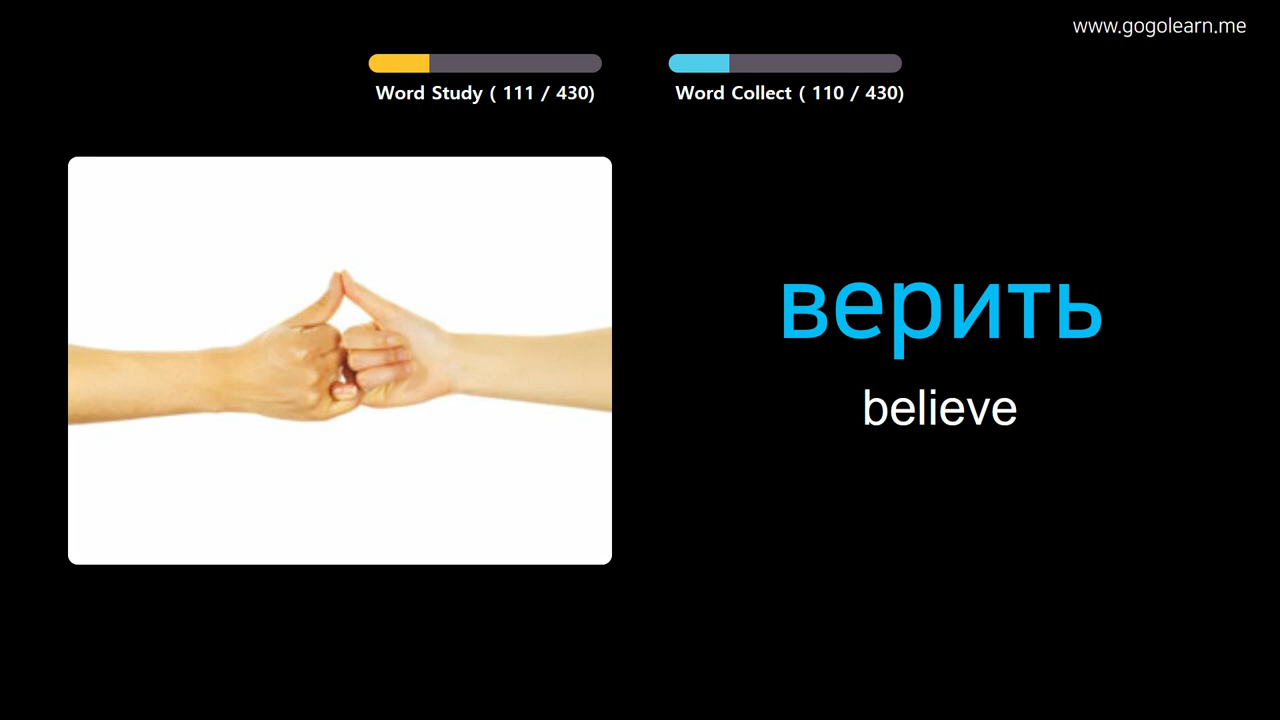 www.gogolearn.me
Word Study ( 111 / 430)
Word Collect ( 110 / 430)
верить
believe